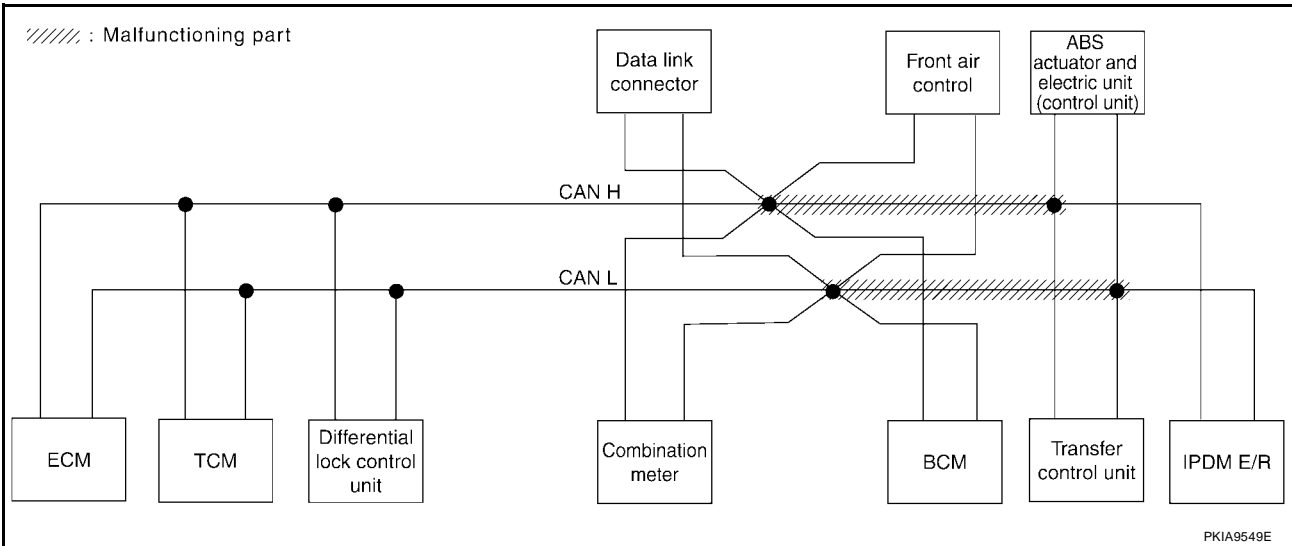 : Malfunctioning part
Data link
connector
Front air
control
ABS
actuator and
electric unit
(control unit)
CAN H
CAN L
ECM
TCM
Differential
lock control
unit
Combination
meter
BCM
Transfer
control unit
IPDM E/R
PKIA9549E